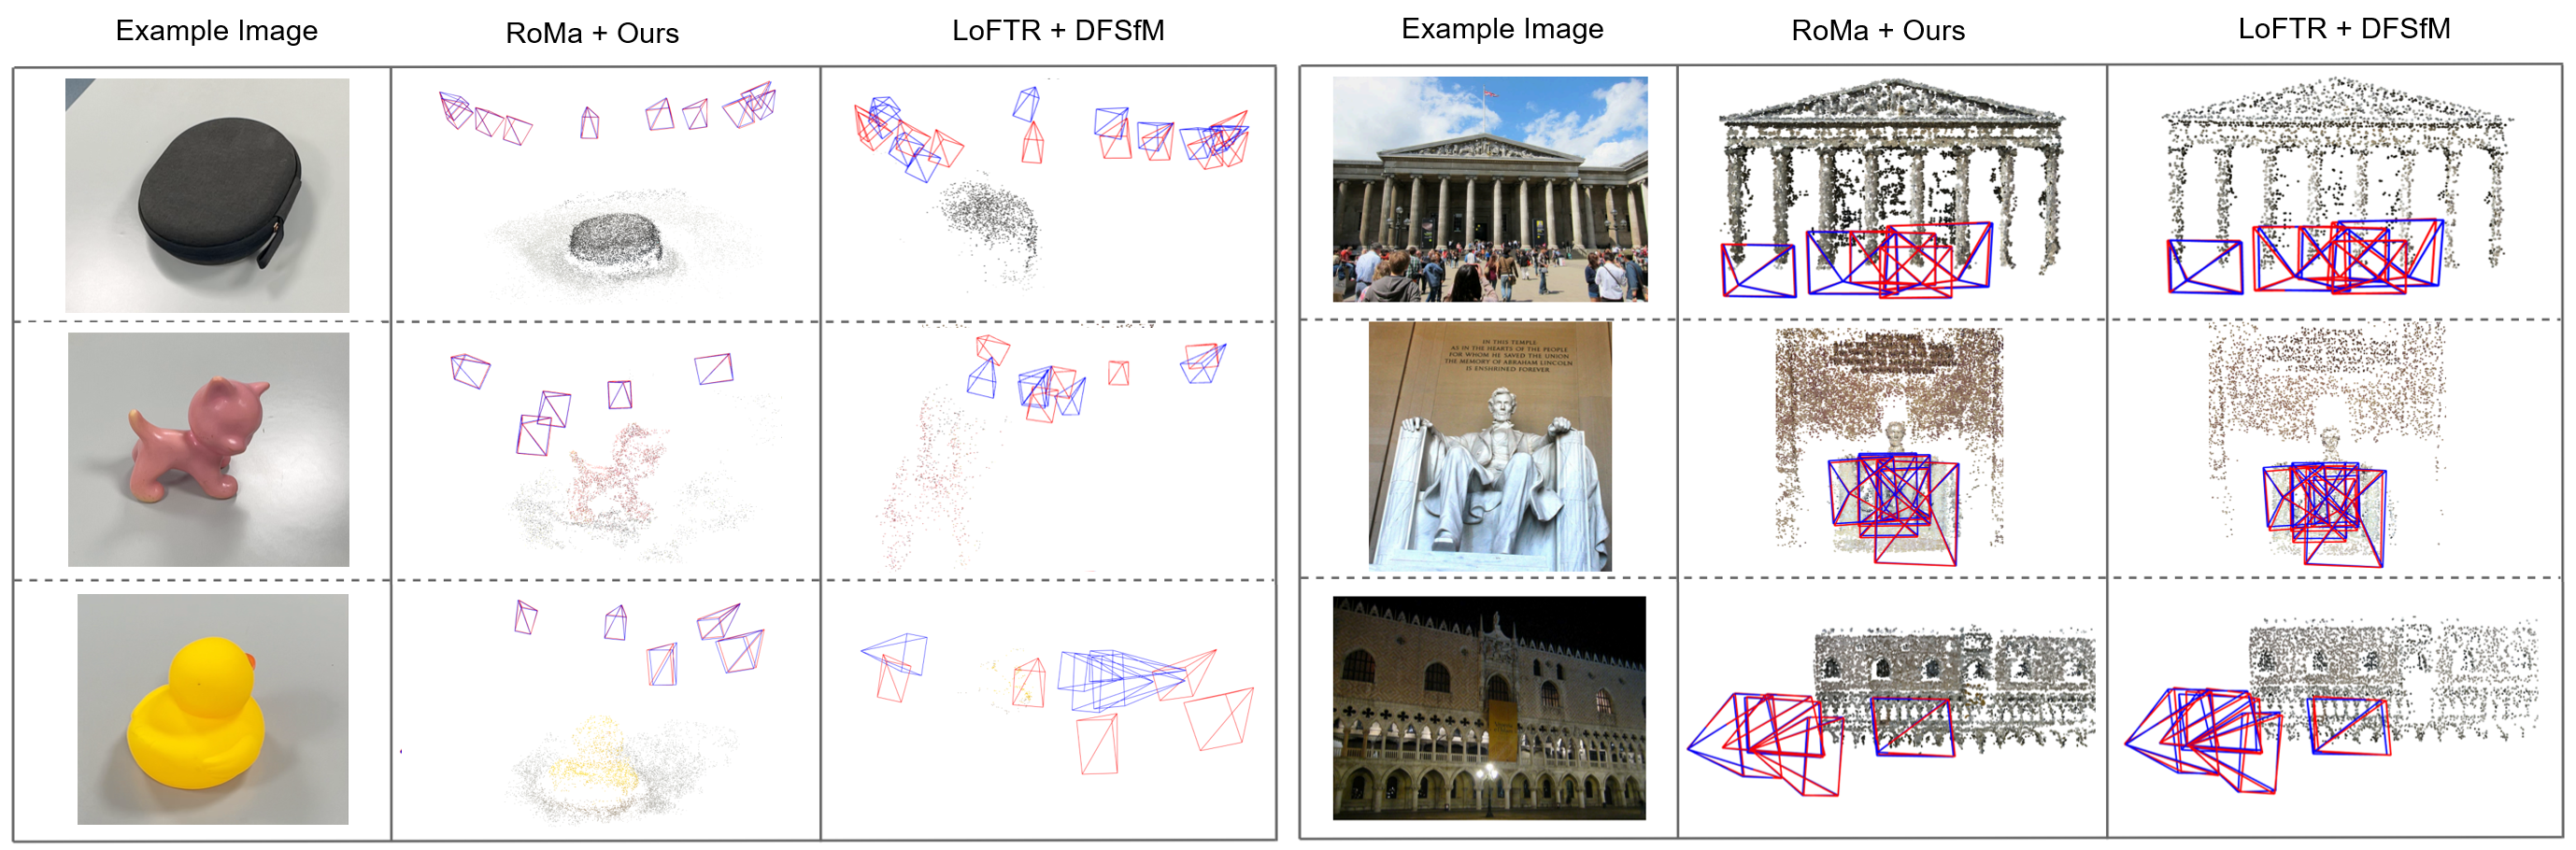 Example Image
RoMa + Ours
LoFTR + DFSfM
Example Image
RoMa + Ours
LoFTR + DFSfM
IN THIS TEMPLE
AS IN THE HEARTS OF THE PEOPLE
FOR WHOM HE SAVED THE UNION
THE MEMORY OF ABRAHAM LINCOLN
IS ENSHRINED FOREVER